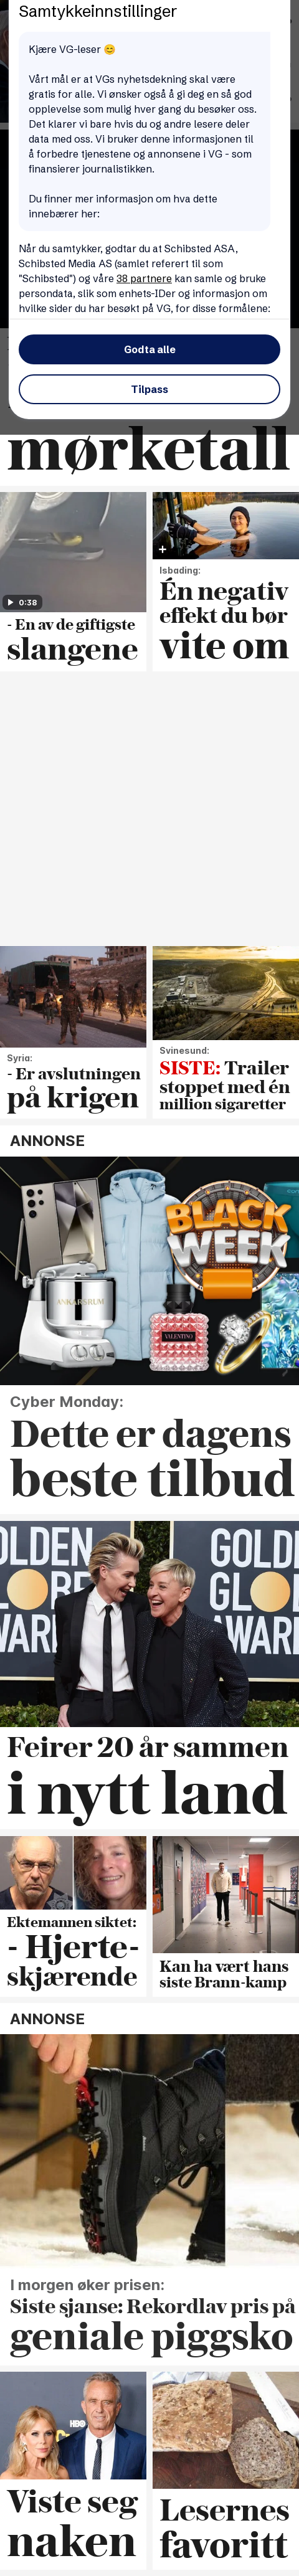 Samtykkeinnstillinger
Kjære VG-leser 😊
Vårt mål er at VGs nyhetsdekning skal være
gratis for alle. Vi ønsker også å gi deg en så god
opplevelse som mulig hver gang du besøker oss.
Det klarer vi bare hvis du og andre lesere deler
data med oss. Vi bruker denne informasjonen til
å forbedre tjenestene og annonsene i VG - som
finansierer journalistikken.
Du finner mer informasjon om hva dette
innebærer her:
Når du samtykker, godtar du at Schibsted ASA,
Schibsted Media AS (samlet referert til som
"Schibsted") og våre 38 partnere kan samle og bruke
persondata, slik som enhets-IDer og informasjon om
hvilke sider du har besøkt på VG, for disse formålene:
Godta alle
Tilpass
mørketall
0:38
- En av de giftigste
slangene
Isbading:
Én negativ
effekt du bør
vite om
Syria:
- Er avslutningen
på krigen
Svinesund:
SISTE: Trailer
stoppet med én
million sigaretter
ANNONSE
BLACK
WEEK
ANKARSRUM
VALENTINO
Cyber Monday:
Dette er dagens
beste tilbud
GOLDEN
Feirer 20 år sammen
i nytt land
Ektemannen siktet:
- Hjerte-
skjærende
Kan ha vært hans
siste Brann-kamp
ANNONSE
I morgen øker prisen:
Siste sjanse: Rekordlav pris på
geniale piggsko
HBO
Viste seg
naken
Lesernes
favoritt